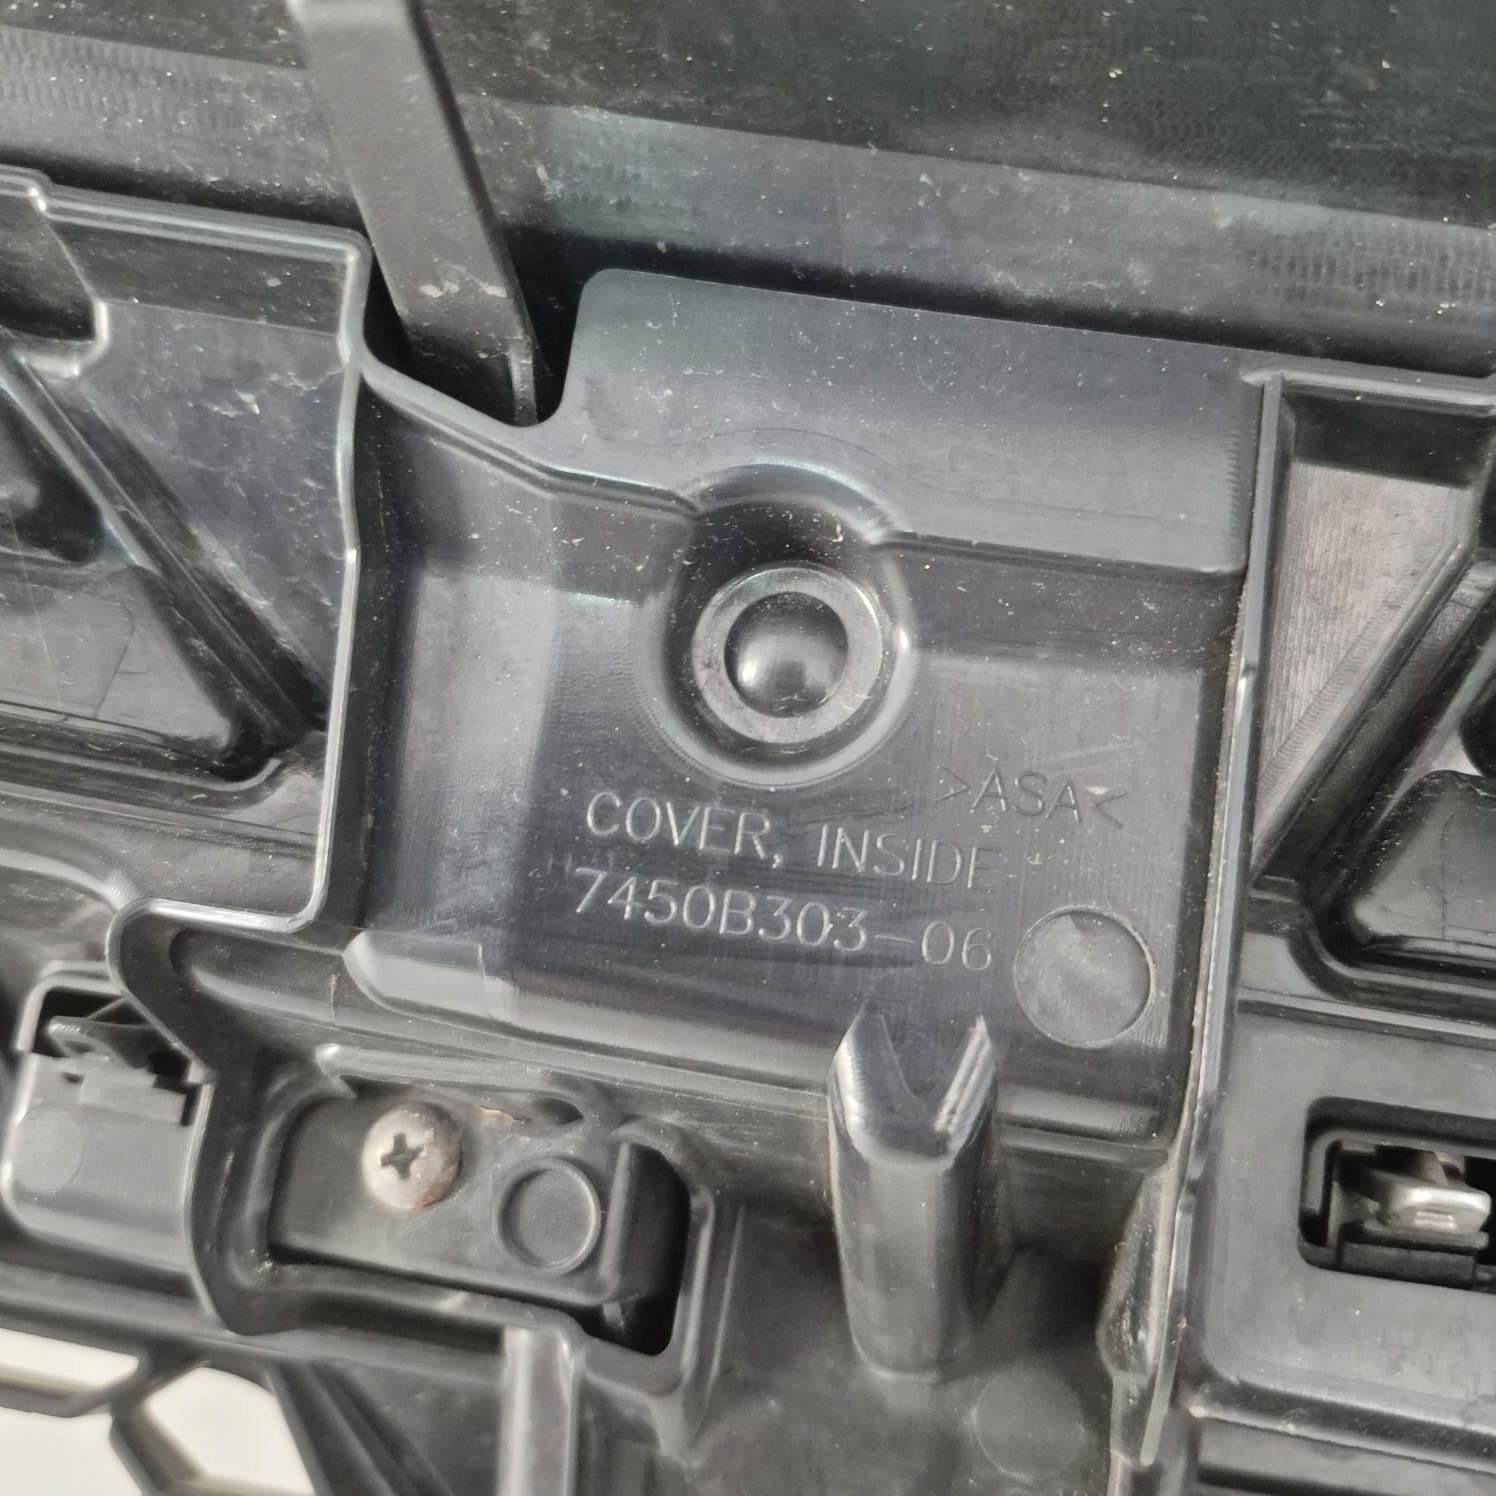 >ASA<
COVER, INSIDE
7450B303-06